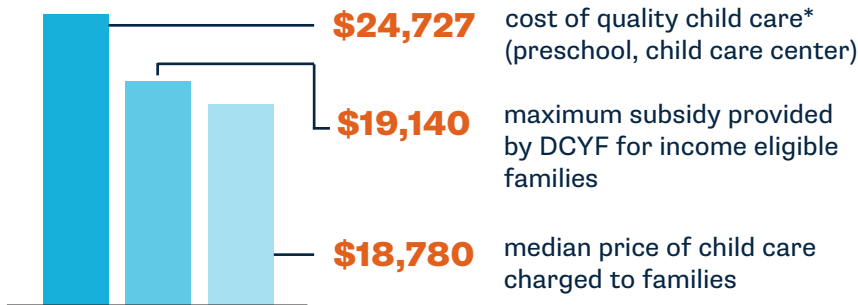 $24,727
cost of quality child care*
(preschool, child care center)
$19,140
maximum subsidy provided
by DCYF for income eligible
families
$18,780
median price of child care
charged to families